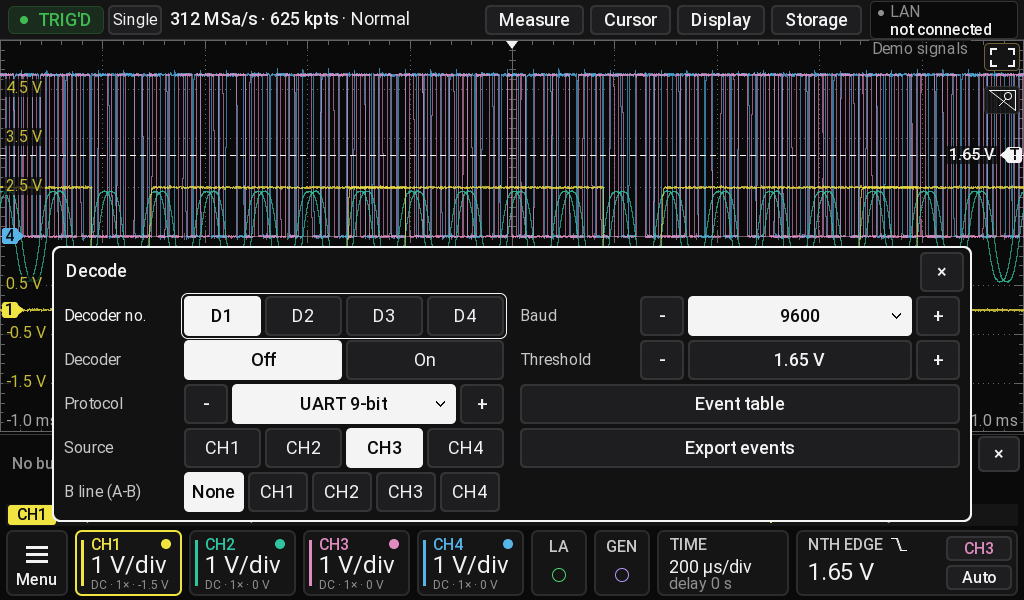 TRIG'D Single 312 MSa/s · 625 kpts · Normal Measure Cursor Display Storage LAN not connected
Demo signals
4.5 V
3.5 V
1.65 V T
2.5 V
4
0.5 V
1
-0.5 V
-1.5 V
-1.0 ms
1.0 ms
Decode ×
Decoder no. D1 D2 D3 D4 Baud - 9600 +
Decoder Off On Threshold - 1.65 V +
Protocol - UART 9-bit + Event table
Source CH1 CH2 CH3 CH4 Export events
B line (A-B) None CH1 CH2 CH3 CH4
No bu ×
CH1
Menu
CH1 1 V/div DC · 1× · -1.5 V
CH2 1 V/div DC · 1× · 0 V
CH3 1 V/div DC · 1× · 0 V
CH4 1 V/div DC · 1× · 0 V
LA
GEN
TIME
200 µs/div
delay 0 s
NTH EDGE CH3
1.65 V Auto